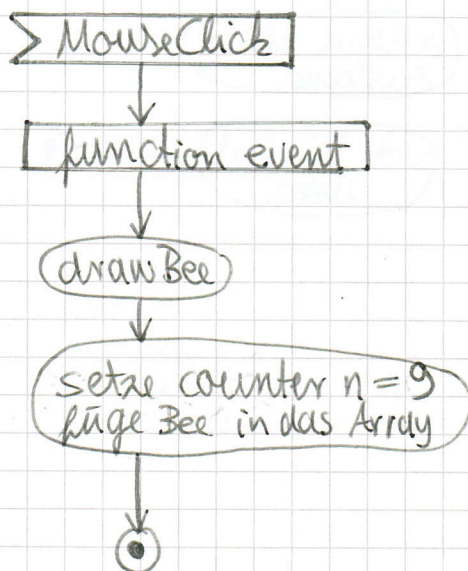 MouseClick
function event
drawBee
setze counter n = 9
füge Bee in das Array